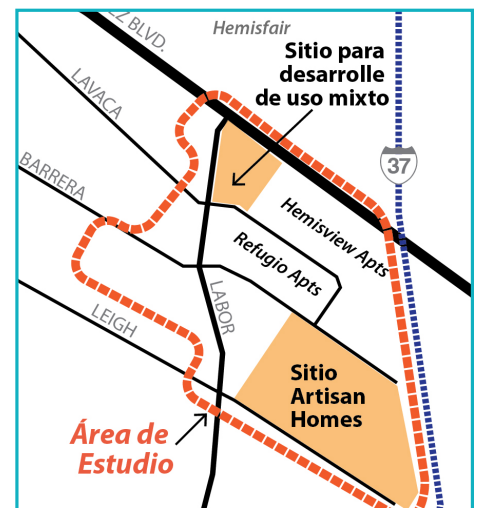 Hemisfair
BLVD.
Sitio para
desarrolle
de uso mixto
LAVACA
37
BARRERA
Hemisview Apts
Refugio Apts
LABOR
LEIGH
Sitio
Artisan
Homes
Área de
Estudio